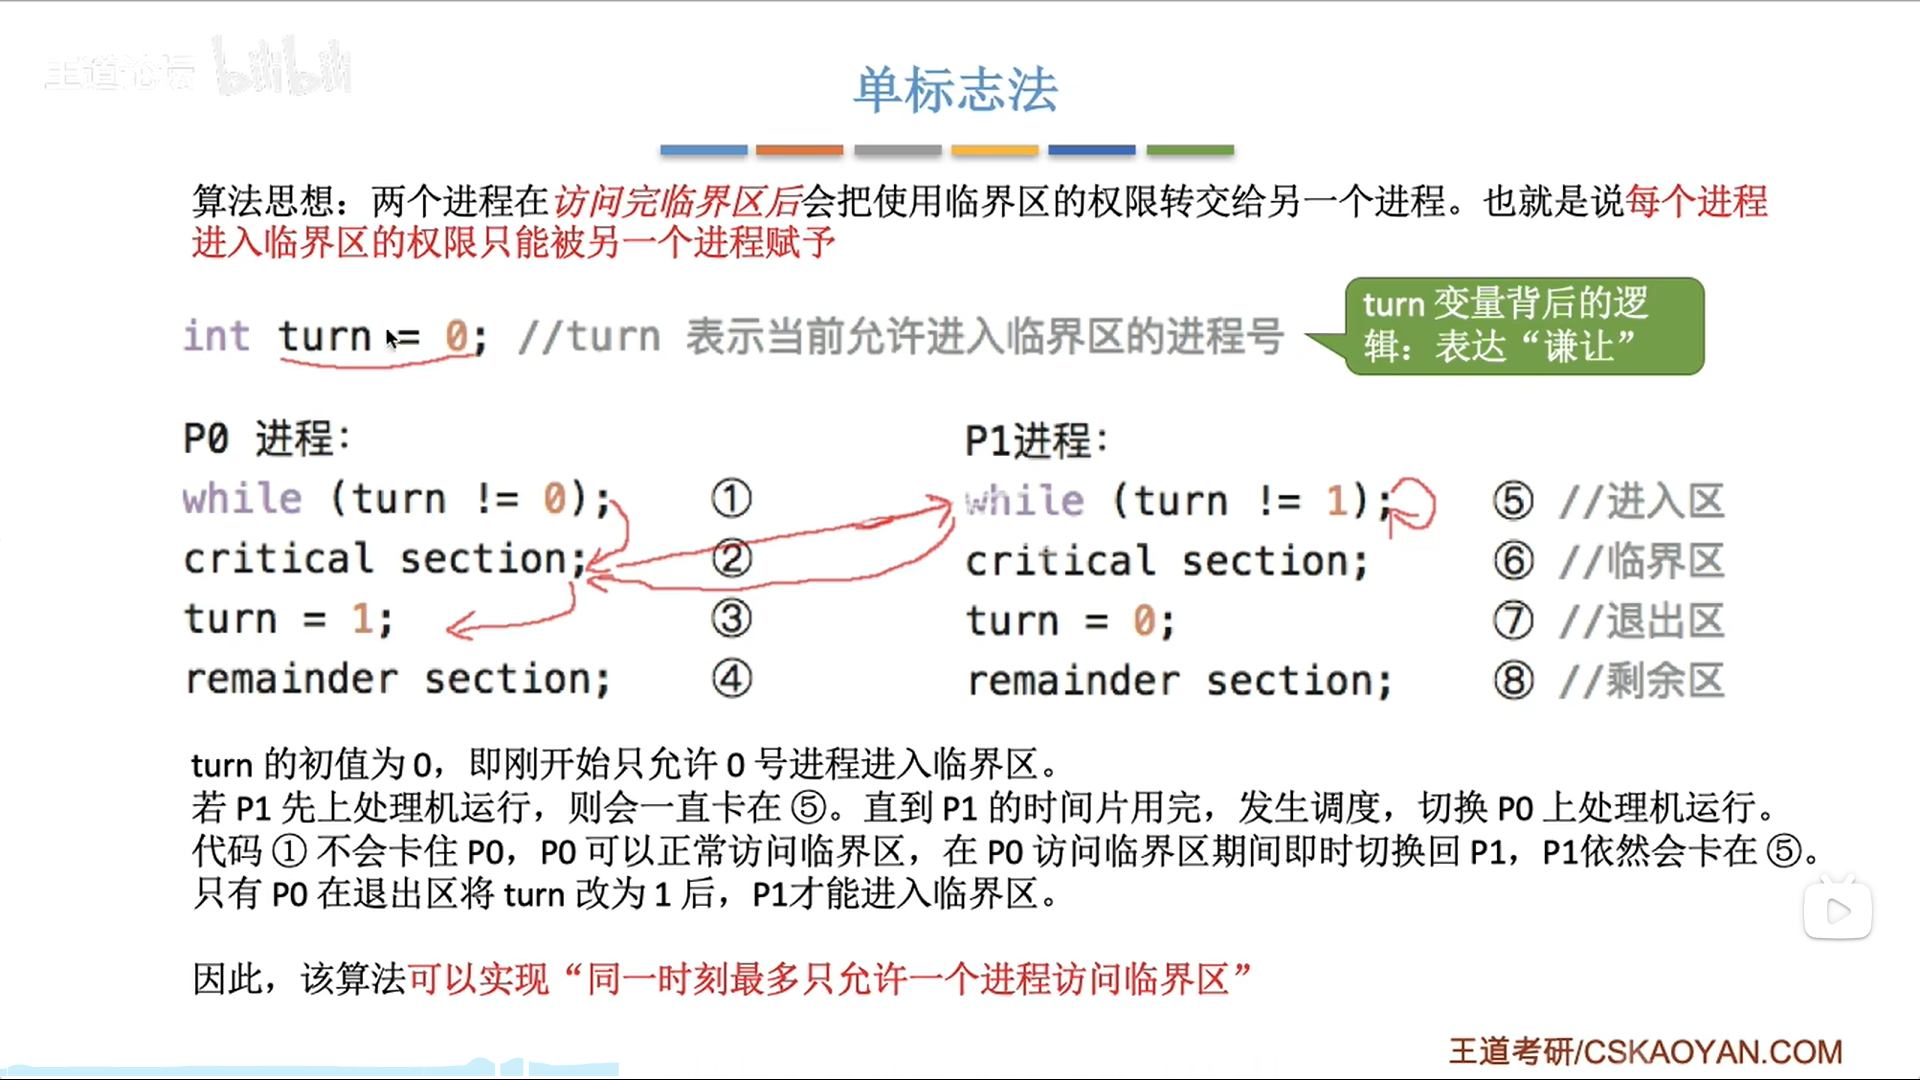 王道论坛 bilibili
单标志法
算法思想：两个进程在访问完临界区后会把使用临界区的权限转交给另一个进程。也就是说每个进程
进入临界区的权限只能被另一个进程赋予
int turn = 0; //turn 表示当前允许进入临界区的进程号
turn 变量背后的逻
辑：表达“谦让”
P0 进程：
while (turn != 0); ①
critical section; ②
turn = 1; ③
remainder section; ④
P1进程：
while (turn != 1); ⑤ //进入区
critical section; ⑥ //临界区
turn = 0; ⑦ //退出区
remainder section; ⑧ //剩余区
turn 的初值为 0，即刚开始只允许 0 号进程进入临界区。
若 P1 先上处理机运行，则会一直卡在 ⑤。直到 P1 的时间片用完，发生调度，切换 P0 上处理机运行。
代码 ① 不会卡住 P0，P0 可以正常访问临界区，在 P0 访问临界区期间即时切换回 P1，P1依然会卡在 ⑤。
只有 P0 在退出区将 turn 改为 1 后，P1才能进入临界区。
因此，该算法可以实现“同一时刻最多只允许一个进程访问临界区”
王道考研/CSKAOYAN.COM